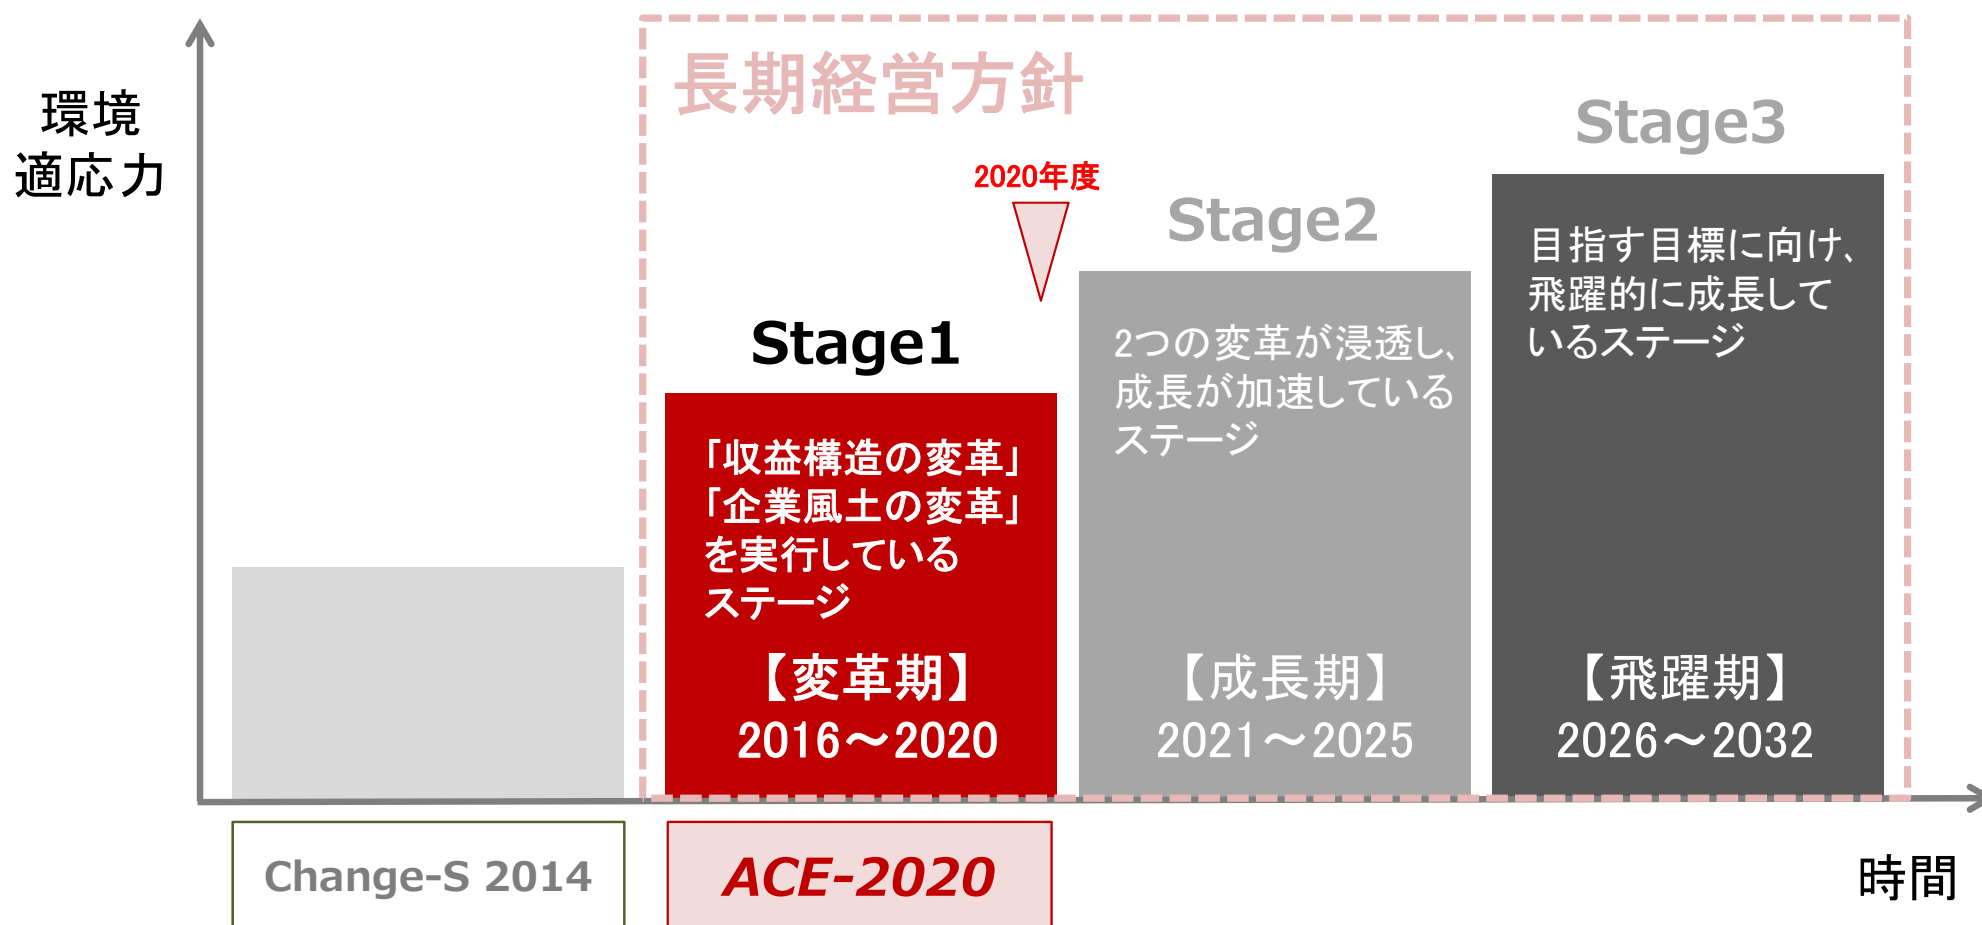 環境
適応力
長期経営方針
2020年度
Stage1
「収益構造の変革」
「企業風土の変革」
を実行している
ステージ
【変革期】
2016～2020
Stage2
2つの変革が浸透し、
成長が加速している
ステージ
【成長期】
2021～2025
Stage3
目指す目標に向け、
飛躍的に成長して
いるステージ
【飛躍期】
2026～2032
Change-S 2014
ACE-2020
時間